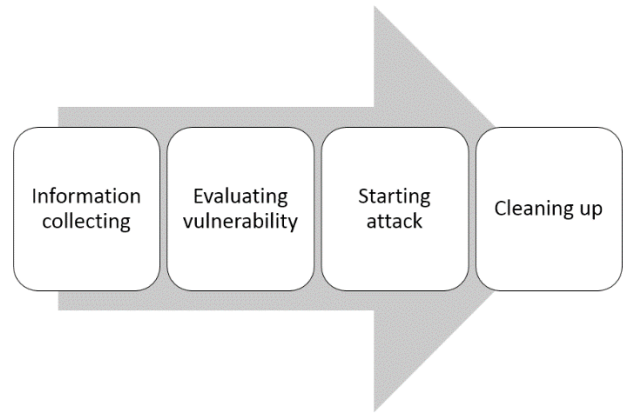 Information
collecting
Evaluating
vulnerability
Starting
attack
Cleaning up